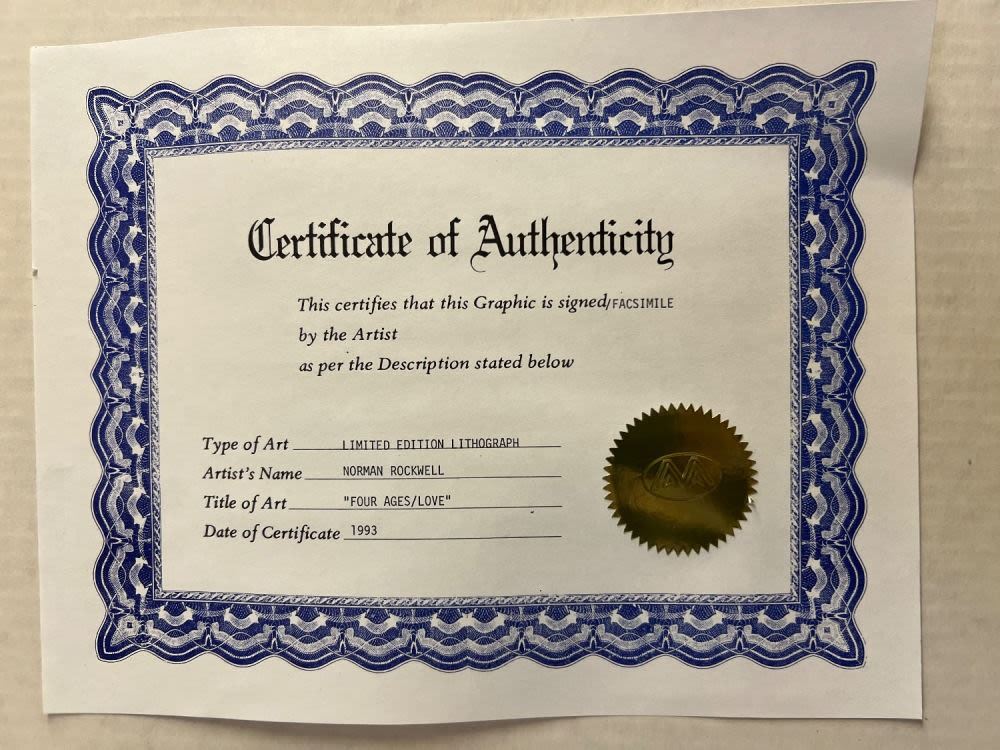 Certificate of Authenticity
This certifies that this Graphic is signed/FACSIMILE
by the Artist
as per the Description stated below
Type of Art LIMITED EDITION LITHOGRAPH
Artist's Name NORMAN ROCKWELL
Title of Art "FOUR AGES/LOVE"
Date of Certificate 1993